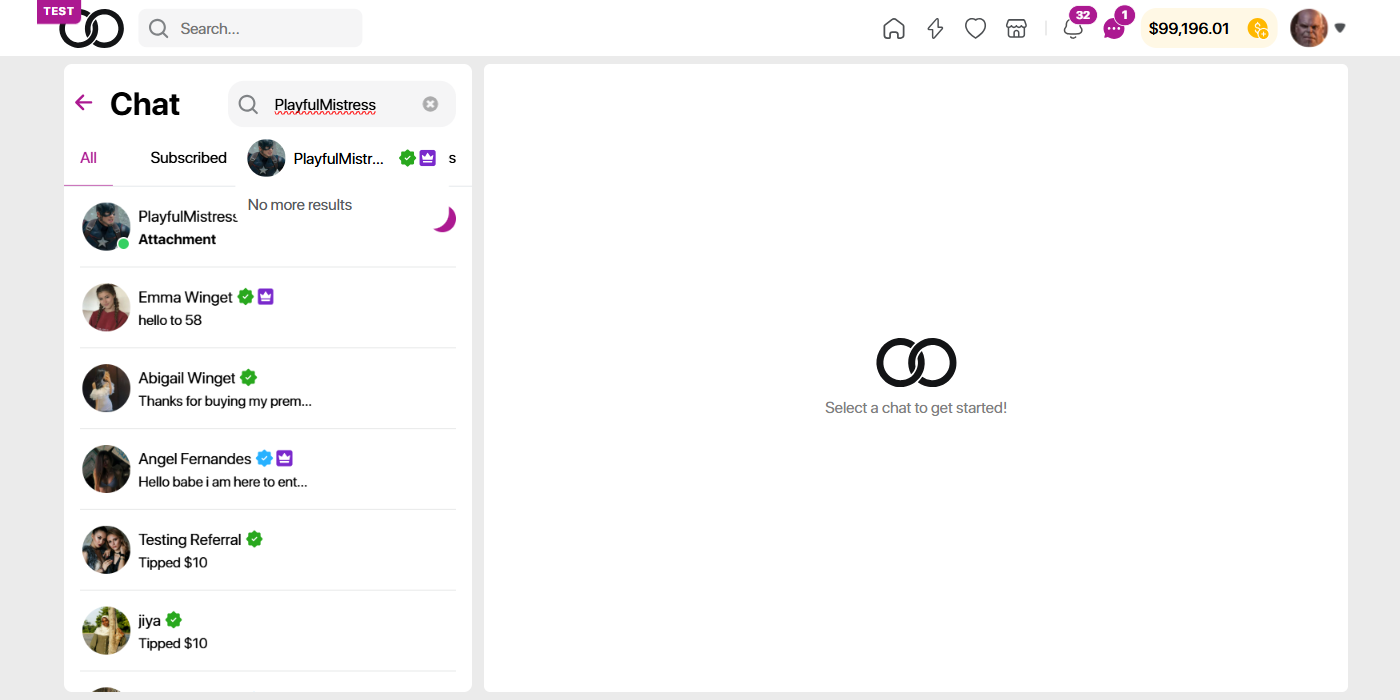 TEST
Search...
32
1
$99,196.01
Chat
PlayfulMistress
All
Subscribed
PlayfulMistr...
s
No more results
PlayfulMistress
Attachment
Emma Winget
hello to 58
Abigail Winget
Thanks for buying my prem...
Angel Fernandes
Hello babe i am here to ent...
Testing Referral
Tipped $10
jiya
Tipped $10
Select a chat to get started!